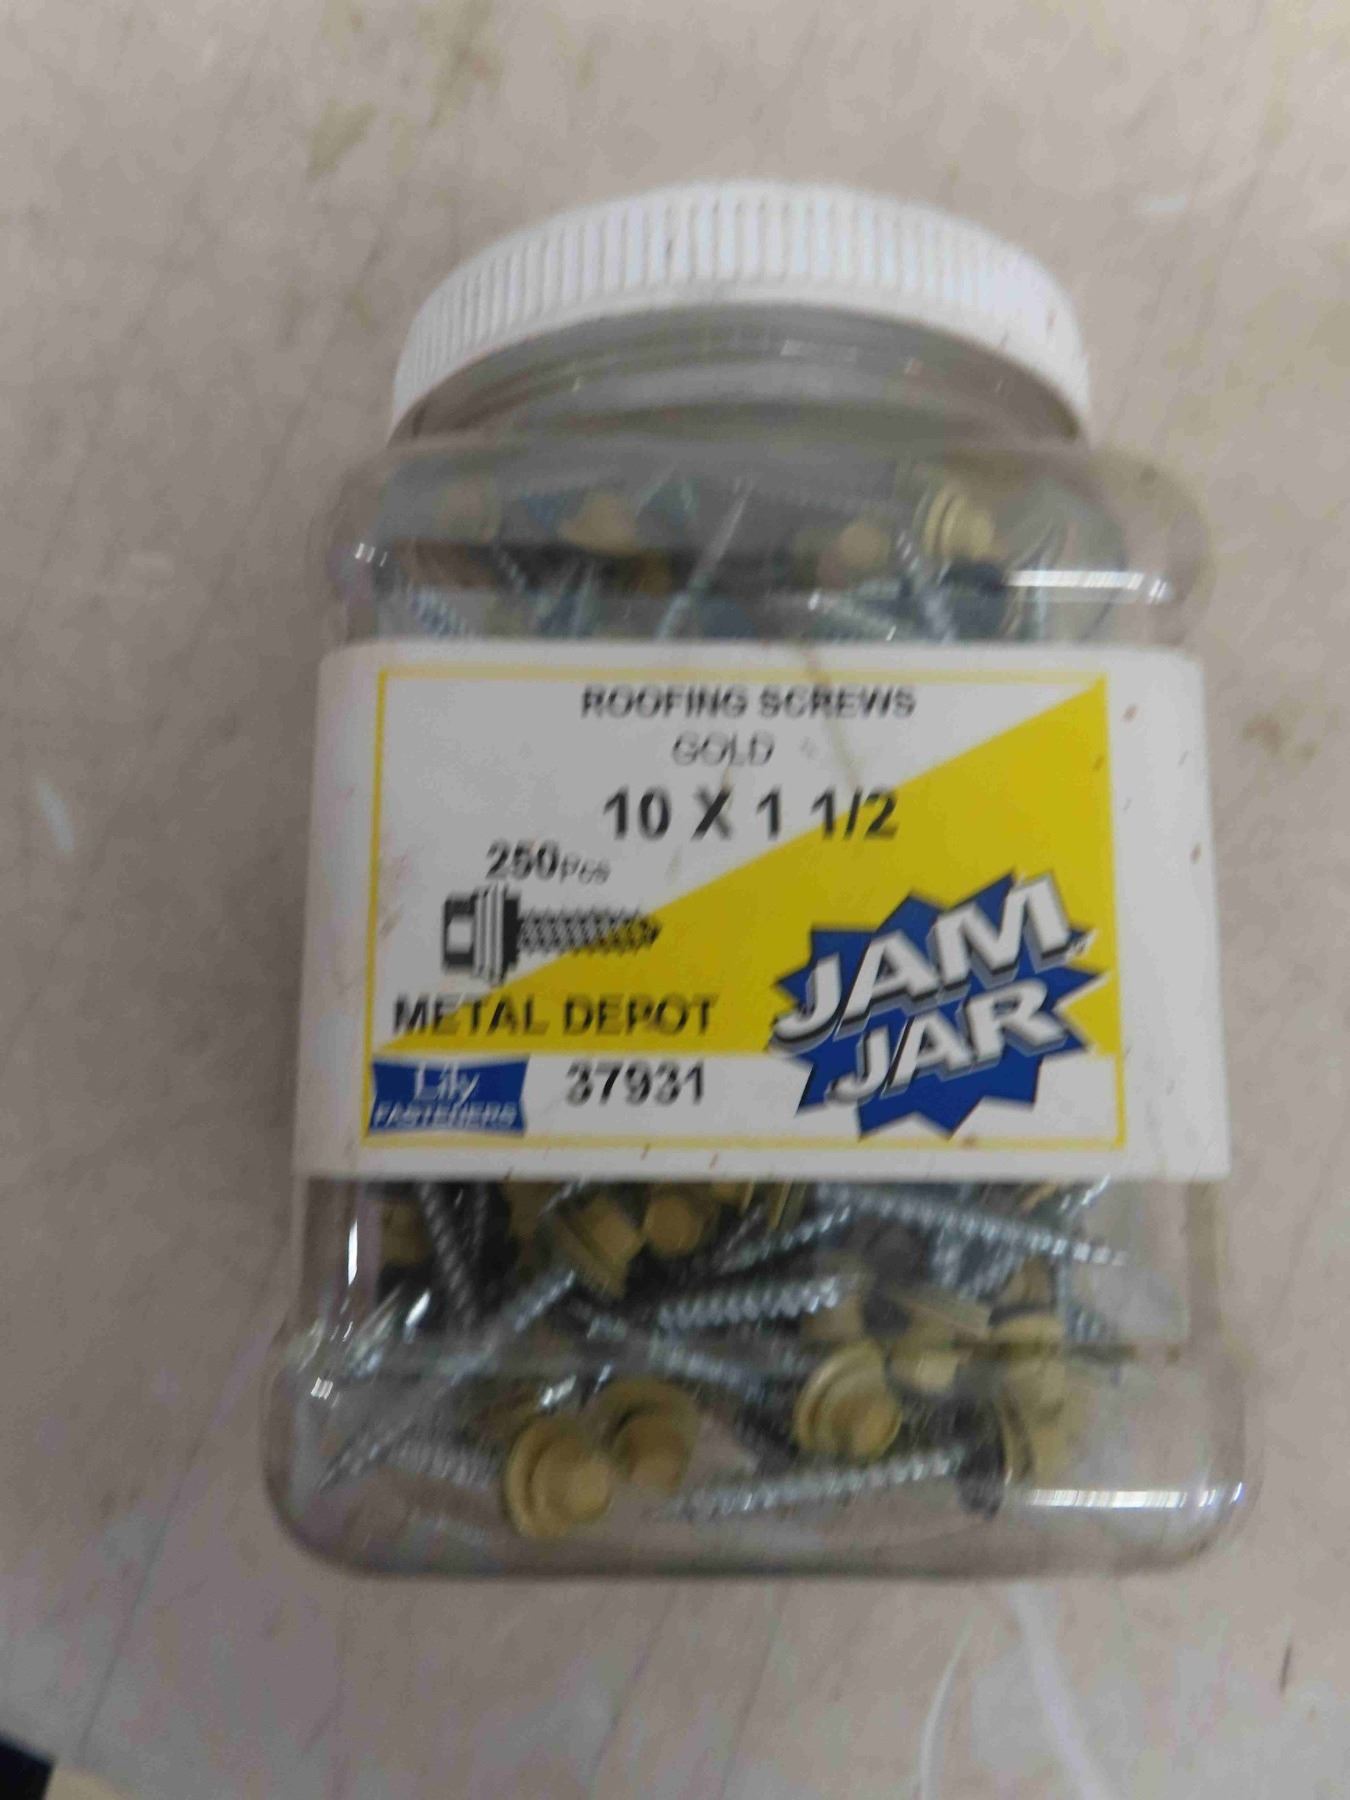 ROOFING SCREWS
GOLD
10 X 1 1/2
250Pcs
METAL DEPOT
JAM
JAR
Lily
FASTENERS
37931